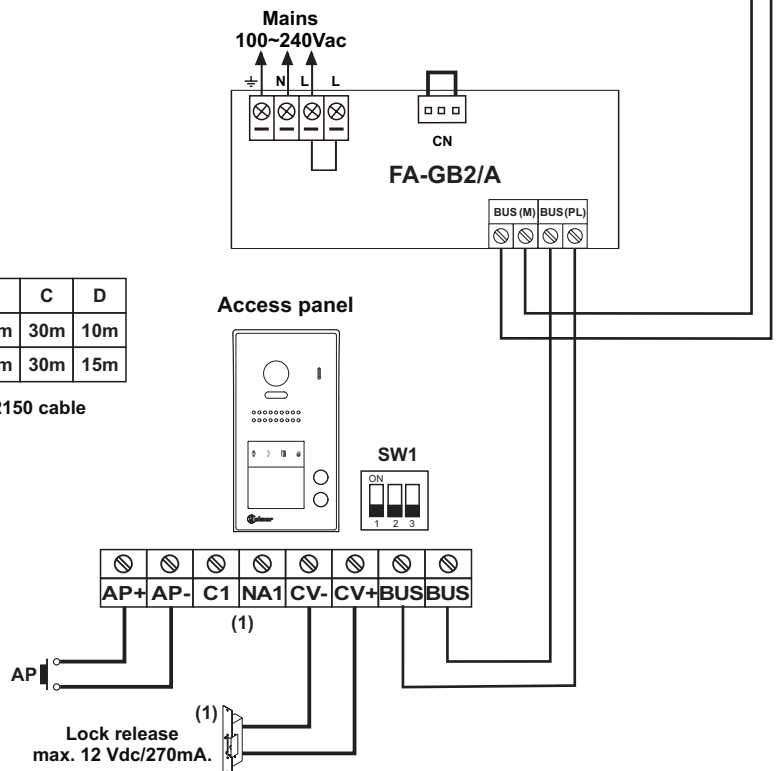 Mains
100~240Vac
N L L
CN
FA-GB2/A
BUS (M) BUS (PL)
C D
m 30m 10m
m 30m 15m
2150 cable
Access panel
SW1
ON
1 2 3
AP+ AP- C1 NA1 CV- CV+ BUS BUS
(1)
AP
(1)
Lock release
max. 12 Vdc/270mA.